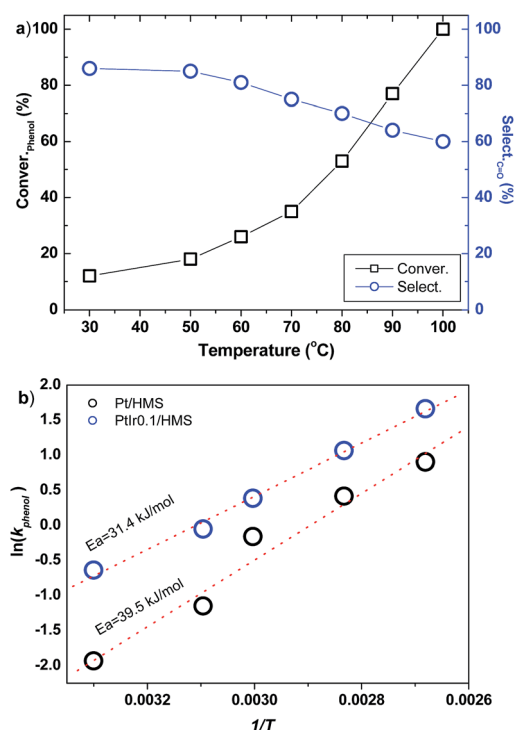 a)
100
80
60
40
20
0
Conver.Phenol (%)
100
80
60
40
20
0
Select.C=O (%)
Conver.
Select.
30 40 50 60 70 80 90 100
Temperature (°C)
b)
Pt/HMS
PtIr0.1/HMS
2.0
1.5
1.0
0.5
0.0
-0.5
-1.0
-1.5
-2.0
ln(kphenol)
Ea=31.4 kJ/mol
Ea=39.5 kJ/mol
0.0032 0.0030 0.0028 0.0026
1/T